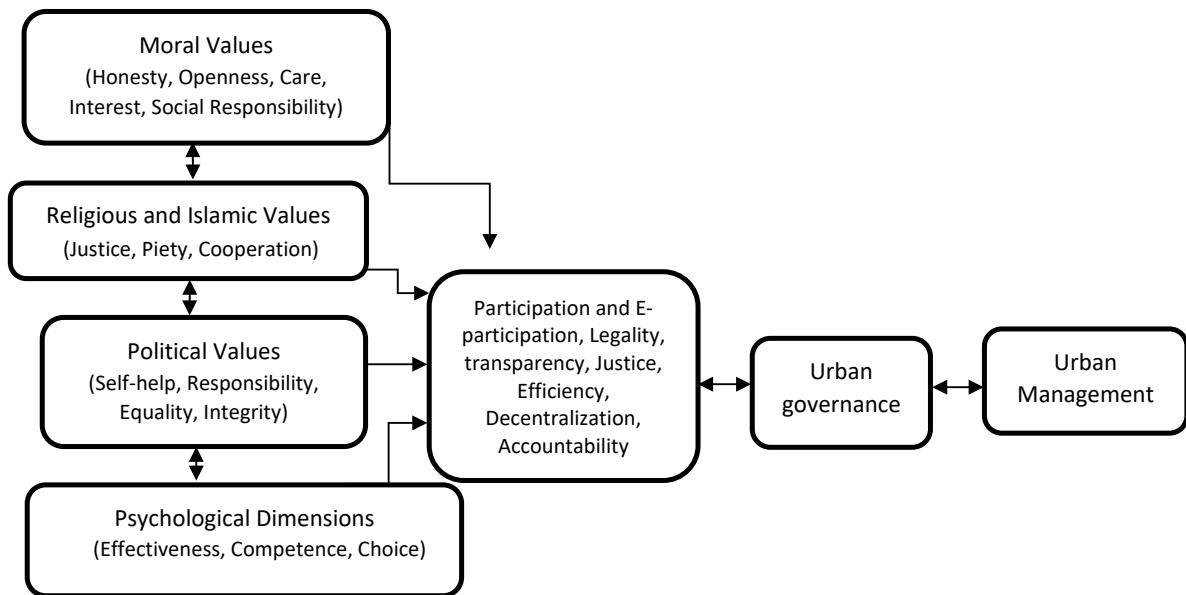 Moral Values
(Honesty, Openness, Care,
Interest, Social Responsibility)
Religious and Islamic Values
(Justice, Piety, Cooperation)
Political Values
(Self-help, Responsibility,
Equality, Integrity)
Psychological Dimensions
(Effectiveness, Competence, Choice)
Participation and E-
participation, Legality,
transparency, Justice,
Efficiency,
Decentralization,
Accountability
Urban
governance
Urban
Management